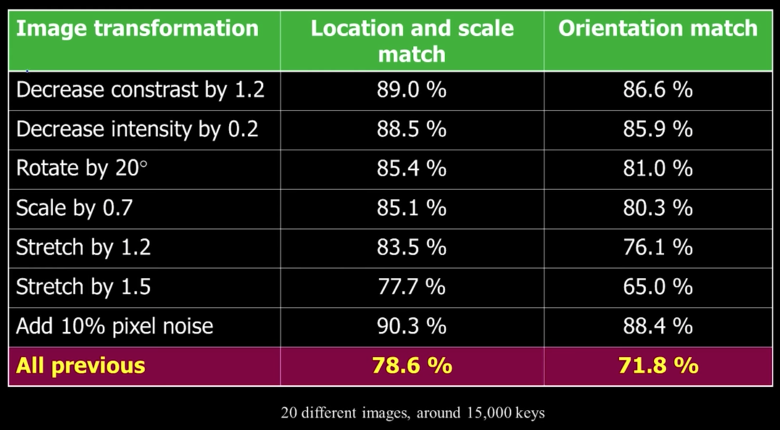 Image transformation Location and scale match Orientation match
Decrease constrast by 1.2 89.0 % 86.6 %
Decrease intensity by 0.2 88.5 % 85.9 %
Rotate by 20° 85.4 % 81.0 %
Scale by 0.7 85.1 % 80.3 %
Stretch by 1.2 83.5 % 76.1 %
Stretch by 1.5 77.7 % 65.0 %
Add 10% pixel noise 90.3 % 88.4 %
All previous 78.6 % 71.8 %
20 different images, around 15,000 keys